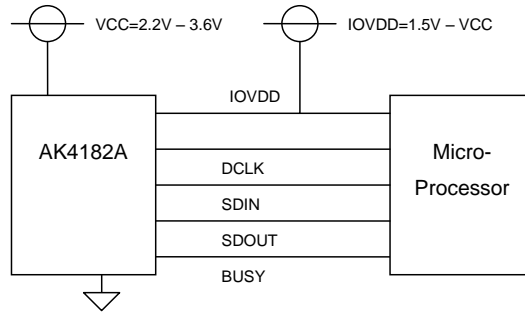 VCC=2.2V – 3.6V
IOVDD=1.5V – VCC
IOVDD
AK4182A
Micro-
Processor
DCLK
SDIN
SDOUT
BUSY